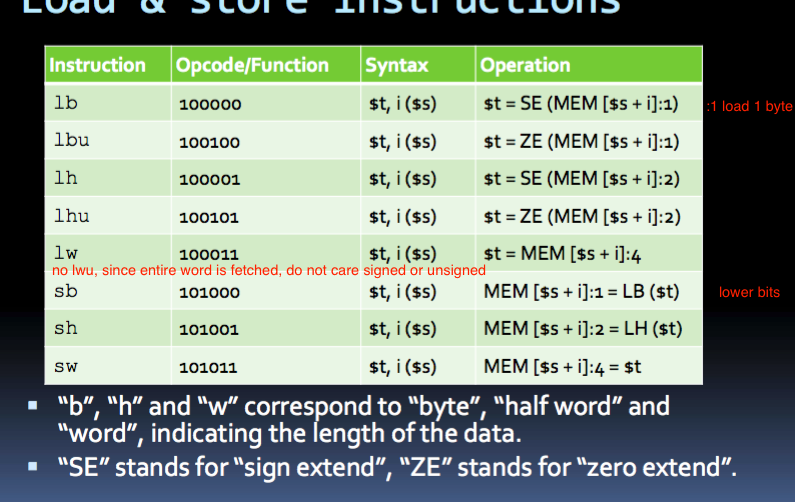 Load & Store Instructions
Instruction Opcode/Function Syntax Operation
lb 100000 $t, i ($s) $t = SE (MEM [$s + i]:1) :1 load 1 byte
lbu 100100 $t, i ($s) $t = ZE (MEM [$s + i]:1)
lh 100001 $t, i ($s) $t = SE (MEM [$s + i]:2)
lhu 100101 $t, i ($s) $t = ZE (MEM [$s + i]:2)
lw 100011 $t, i ($s) $t = MEM [$s + i]:4
no lwu, since entire word is fetched, do not care signed or unsigned
sb 101000 $t, i ($s) MEM [$s + i]:1 = LB ($t) lower bits
sh 101001 $t, i ($s) MEM [$s + i]:2 = LH ($t)
sw 101011 $t, i ($s) MEM [$s + i]:4 = $t
▪ “b”, “h” and “w” correspond to “byte”, “half word” and
“word”, indicating the length of the data.
▪ “SE” stands for “sign extend”, “ZE” stands for “zero extend”.